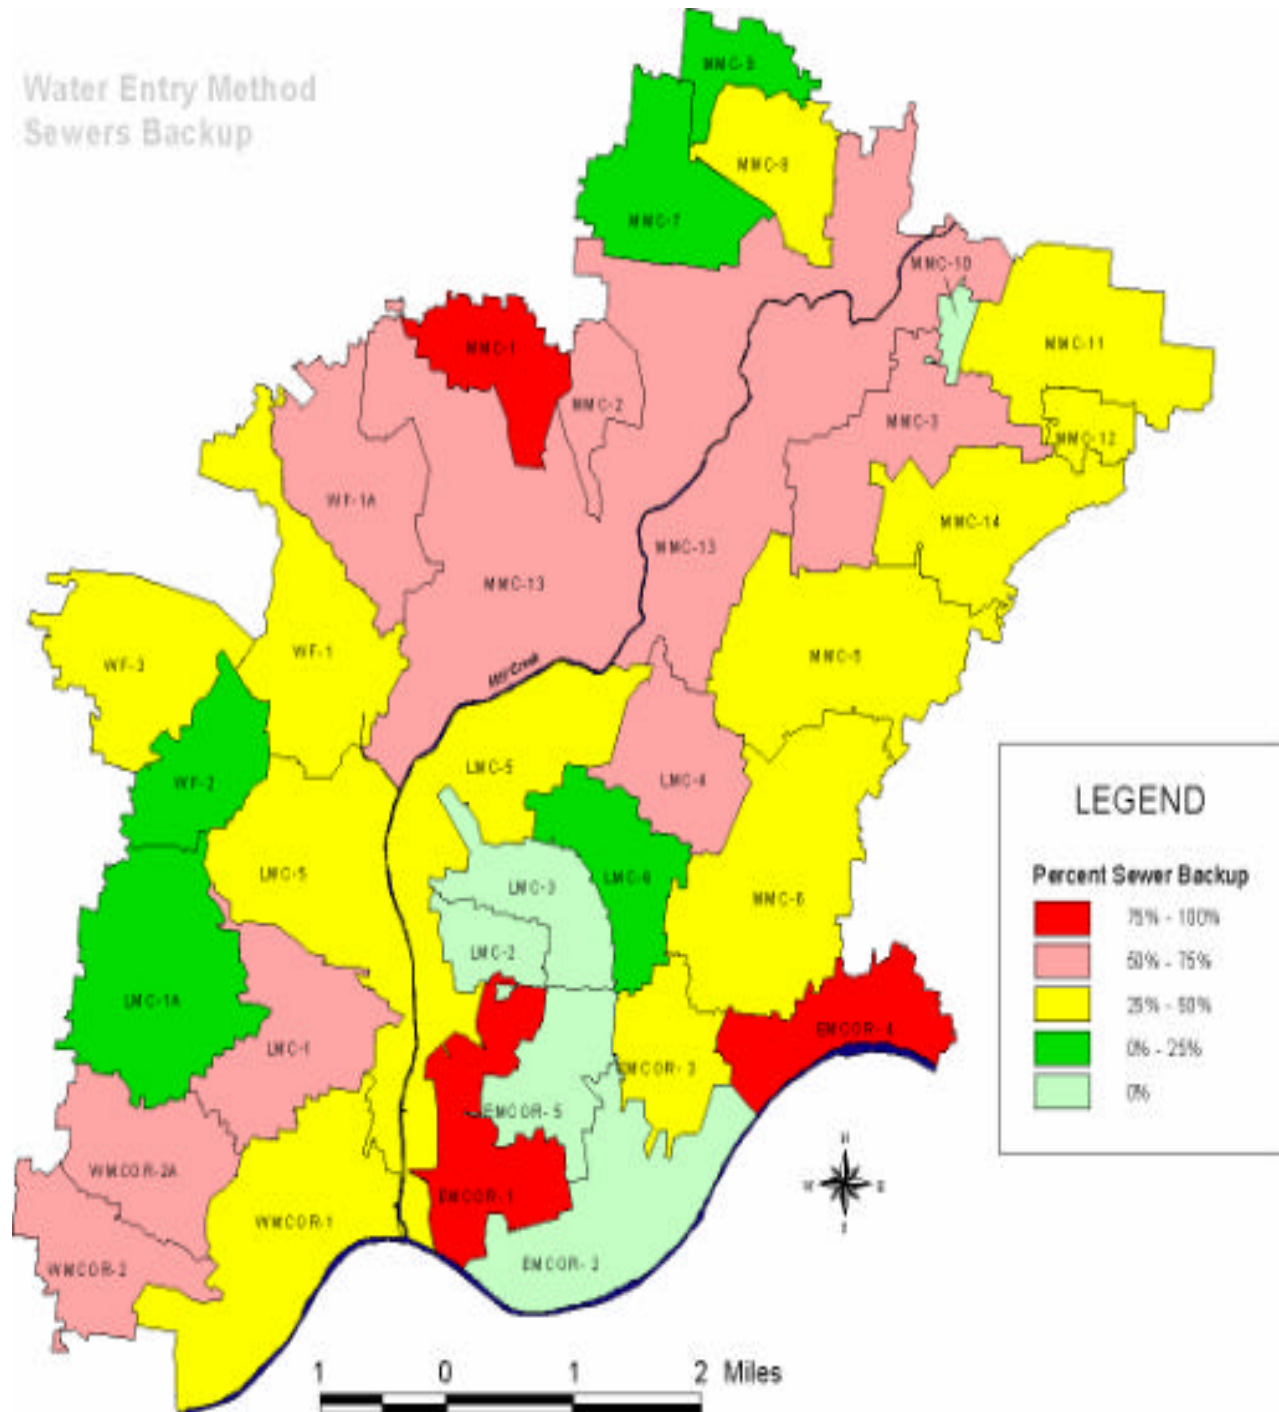 Water Entry Method
Sewers Backup
MMC-9
MMC-8
MMC-7
MMC-10
MMC-11
MMC-1
MMC-2
MMC-3
MMC-12
WF-1A
MMC-14
MMC-13
MMC-13
WF-3
WF-1
MMC-5
Mill Creek
WF-2
LMC-5
LMC-4
LMC-5
LMC-3
LMC-6
MMC-6
LMC-2
LMC-1A
LMC-1
EMCOR-4
EMCOR-3
EMCOR-5
WMCOR-2A
EMCOR-1
WMCOR-1
WMCOR-2
EMCOR-2
LEGEND
Percent Sewer Backup
75% - 100%
50% - 75%
25% - 50%
0% - 25%
0%
N
W E
S
1 0 1 2 Miles